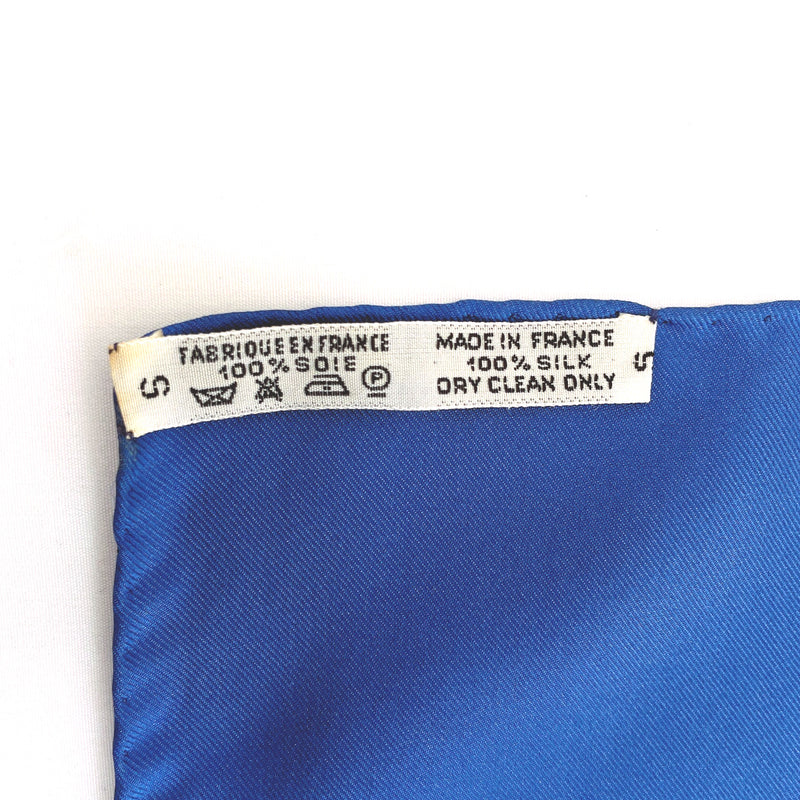 S
FABRIQUE EN FRANCE
100% SOIE
P
MADE IN FRANCE
100% SILK
DRY CLEAN ONLY
S